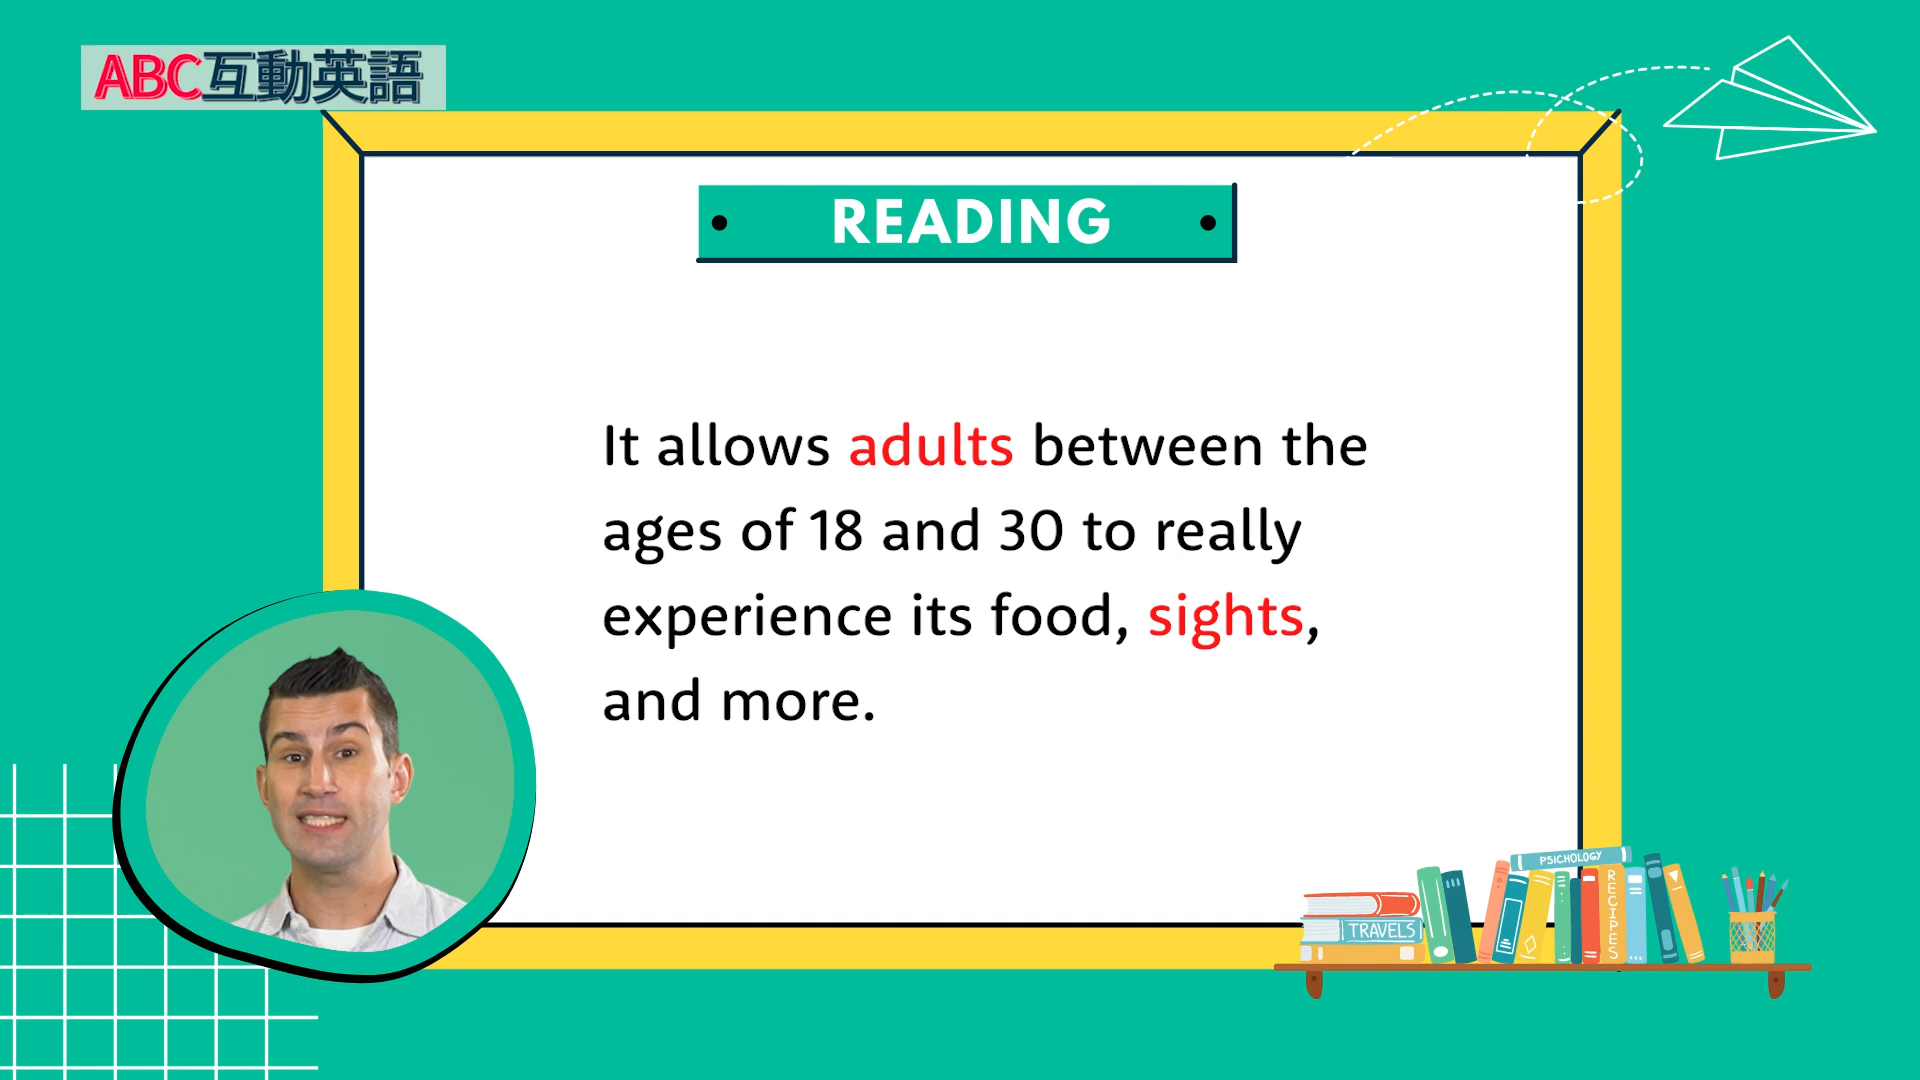 ABC互動英語
READING
It allows adults between the
ages of 18 and 30 to really
experience its food, sights,
and more.
PSICHOLOGY
RECIPES
TRAVELS